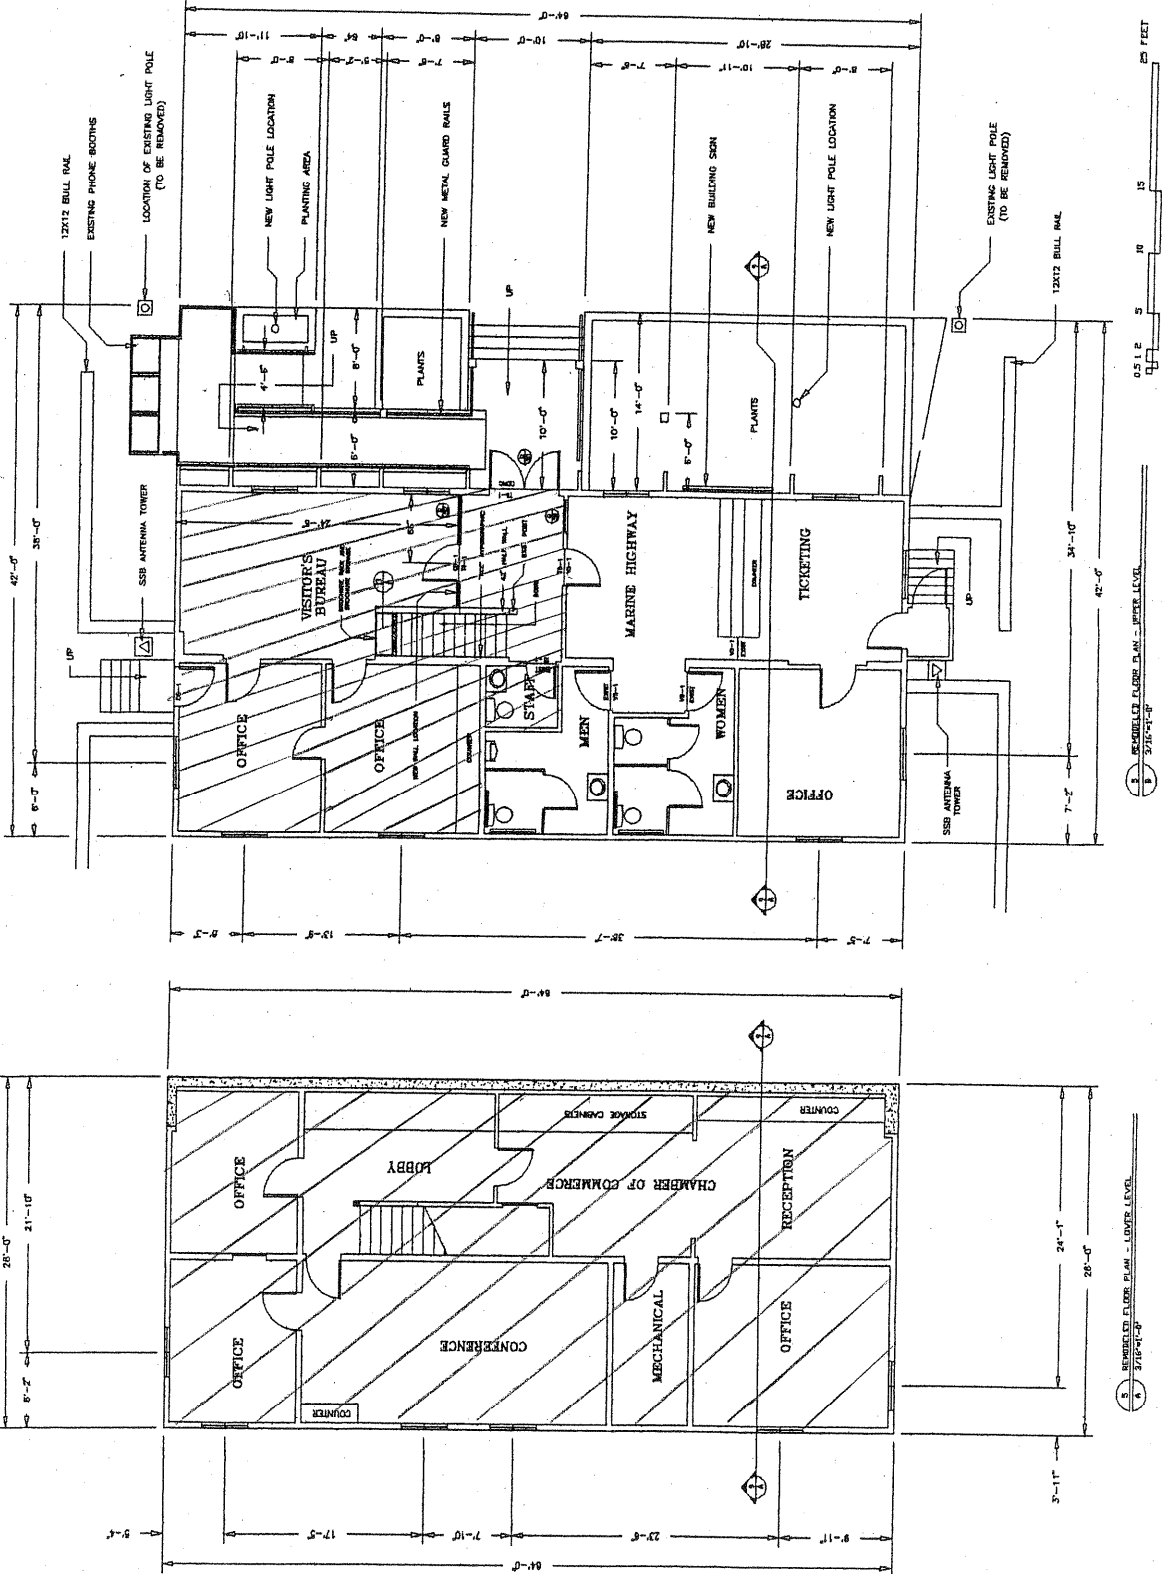 64'-0"
11'-10"
64"
8'-0"
10'-0"
28'-10"
8'-0"
5'-2"
7'-6"
7'-6"
10'-11"
8'-0"
12X12 BULL RAIL
EXISTING PHONE BOOTHS
LOCATION OF EXISTING LIGHT POLE
(TO BE REMOVED)
NEW LIGHT POLE LOCATION
PLANTING AREA
NEW METAL GUARD RAILS
NEW BUILDING SIGN
NEW LIGHT POLE LOCATION
EXISTING LIGHT POLE
(TO BE REMOVED)
12X12 BULL RAIL
25 FEET
15
10
5
2
1
0.5
42'-0"
38'-0"
6'-0"
SSB ANTENNA TOWER
UP
UP
UP
4'-6"
8'-0"
6'-0"
PLANTS
10'-0"
10'-0"
14'-0"
6'-0"
PLANTS
VISITOR'S
BUREAU
OFFICE
OFFICE
NEW WALL LOCATION
COUNTER
STAFF
MEN
WOMEN
MARINE HIGHWAY
COUNTER
TICKETING
OFFICE
UP
SSB ANTENNA
TOWER
34'-10"
7'-2"
42'-0"
8'-3"
13'-9"
7'-5"
REMODELED FLOOR PLAN - UPPER LEVEL
3/16"=1'-0"
64'-0"
28'-0"
21'-10"
OFFICE
LOBBY
STORAGE CABINETS
COUNTER
CHAMBER OF COMMERCE
RECEPTION
OFFICE
CONFERENCE
COUNTER
MECHANICAL
OFFICE
24'-1"
28'-0"
3'-11"
17'-5"
7'-10"
23'-6"
9'-11"
64'-0"
5
A
REMODELED FLOOR PLAN - LOWER LEVEL
3/16"=1'-0"